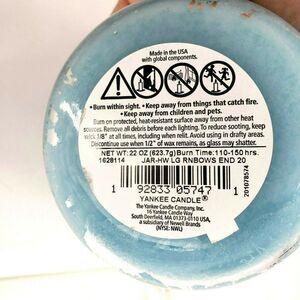 Made in the USA
with global components.
• Burn within sight. • Keep away from things that catch fire.
• Keep away from children and pets.
Burn on protected, heat-resistant surface away from other heat
sources. Remove all debris before each lighting. To reduce sooting, keep
wick 1/8" at all times, including when relit. Avoid using in drafty areas.
Discontinue use when 1/2" of wax remains, as glass may shatter.
NET WT. 22 OZ (623.7g) Burn Time: 110-150 hrs.
1628114 JAR-HW LG RNBOWS END 20
1 92833 05747 1
201078574
YANKEE CANDLE®
The Yankee Candle Company, Inc.
16 Yankee Candle Way
South Deerfield, MA 01373-0110 USA,
a subsidiary of Newell Brands
(NYSE: NWL)